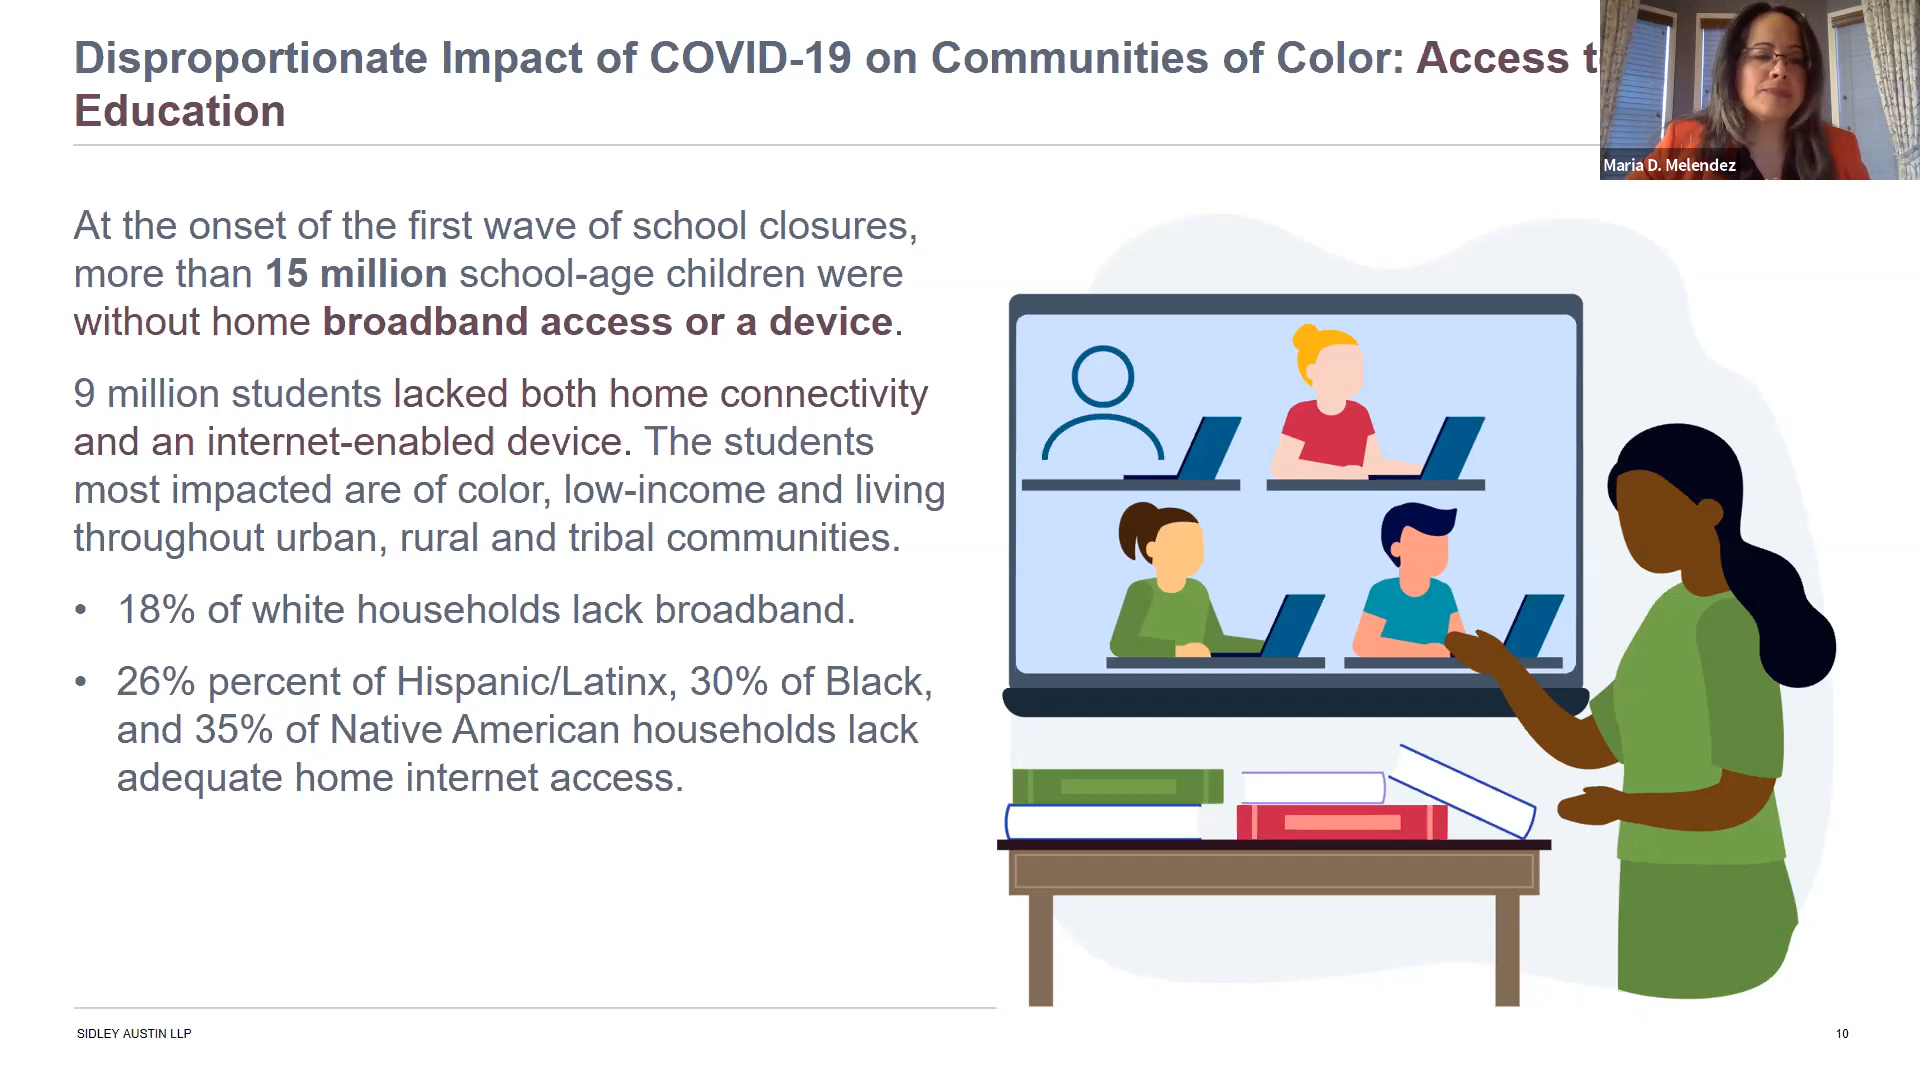 Disproportionate Impact of COVID-19 on Communities of Color: Access
Education
Maria D. Melendez
At the onset of the first wave of school closures,
more than 15 million school-age children were
without home broadband access or a device.
9 million students lacked both home connectivity
and an internet-enabled device. The students
most impacted are of color, low-income and living
throughout urban, rural and tribal communities.
• 18% of white households lack broadband.
• 26% percent of Hispanic/Latinx, 30% of Black,
and 35% of Native American households lack
adequate home internet access.
SIDLEY AUSTIN LLP
10